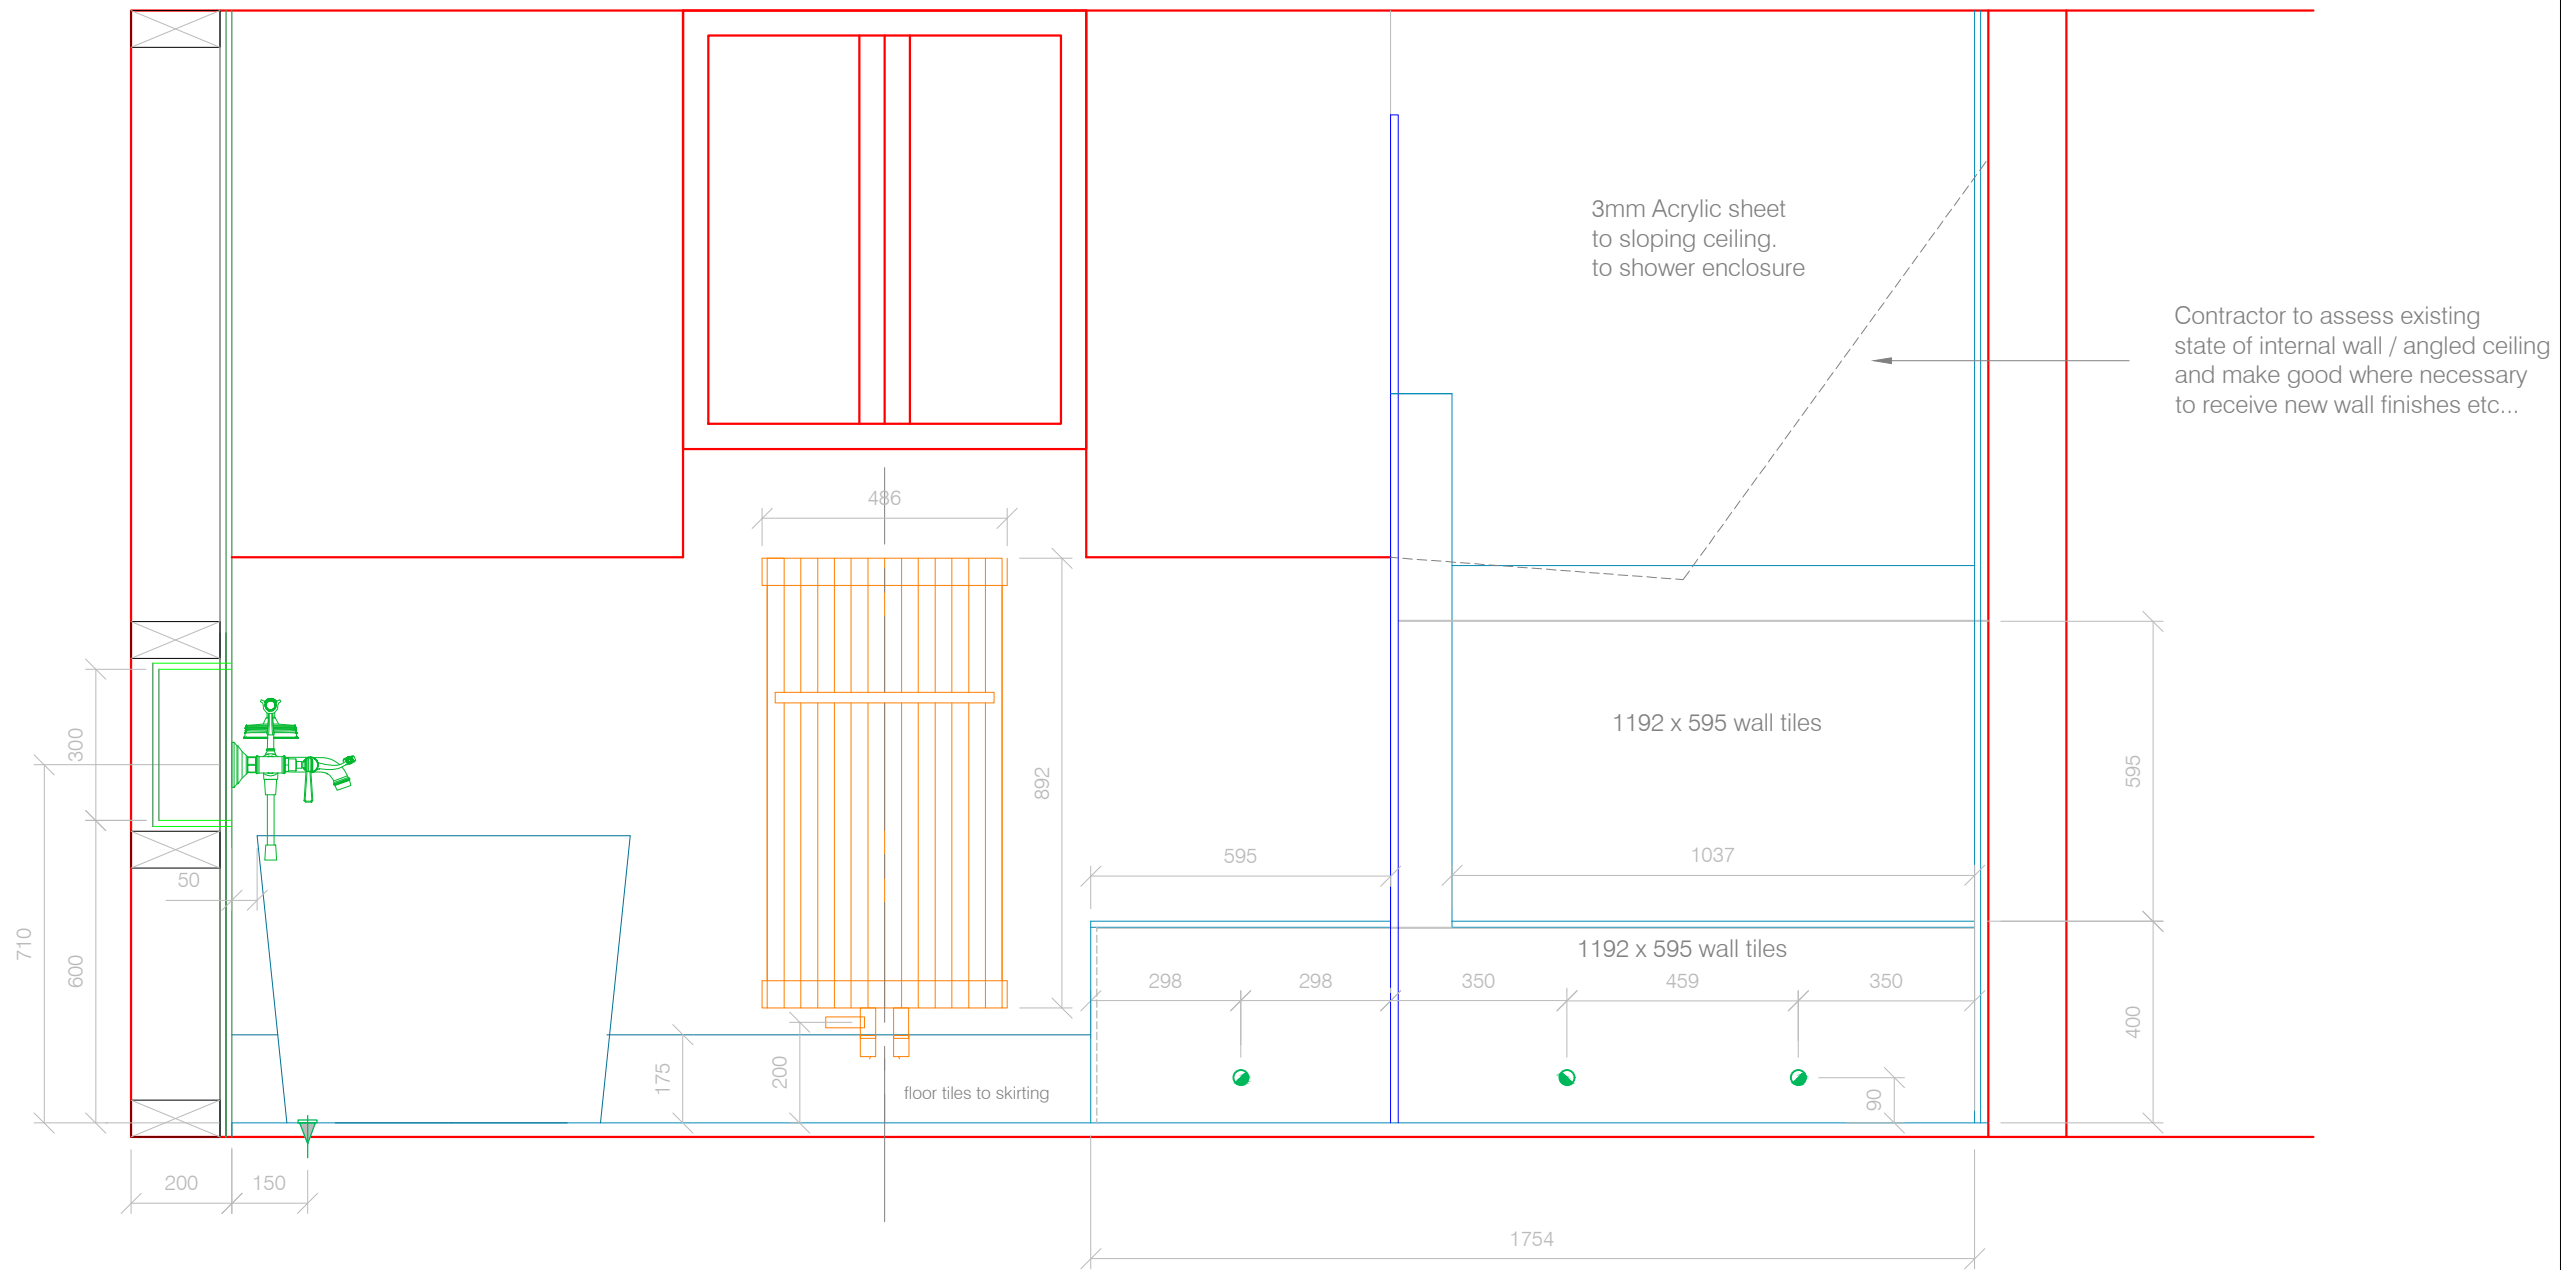 3mm Acrylic sheet
to sloping ceiling.
to shower enclosure
Contractor to assess existing
state of internal wall / angled ceiling
and make good where necessary
to receive new wall finishes etc...
486
1192 x 595 wall tiles
300
892
595
595
1037
50
710
600
1192 x 595 wall tiles
298
298
350
459
350
400
175
200
floor tiles to skirting
90
200
150
1754